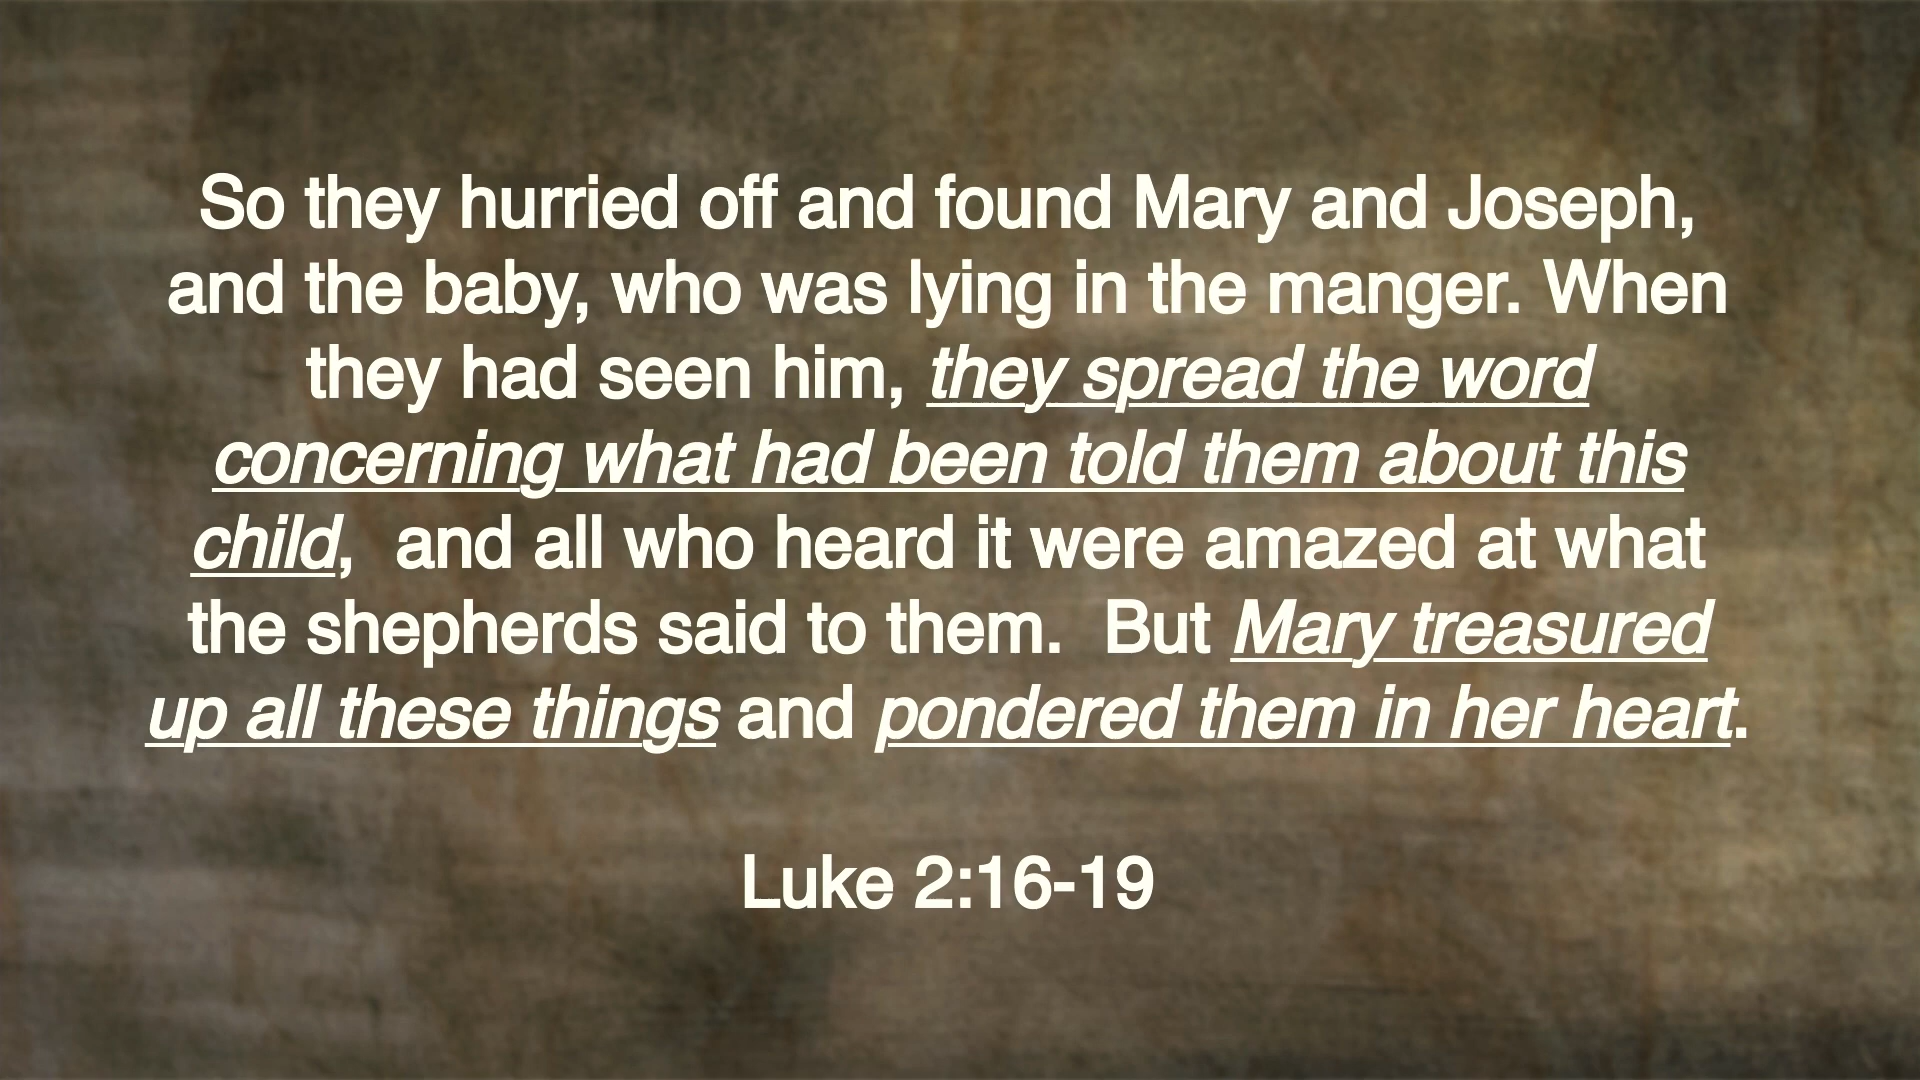 So they hurried off and found Mary and Joseph,
and the baby, who was lying in the manger. When
they had seen him, they spread the word
concerning what had been told them about this
child,  and all who heard it were amazed at what
the shepherds said to them.  But Mary treasured
up all these things and pondered them in her heart.
Luke 2:16-19